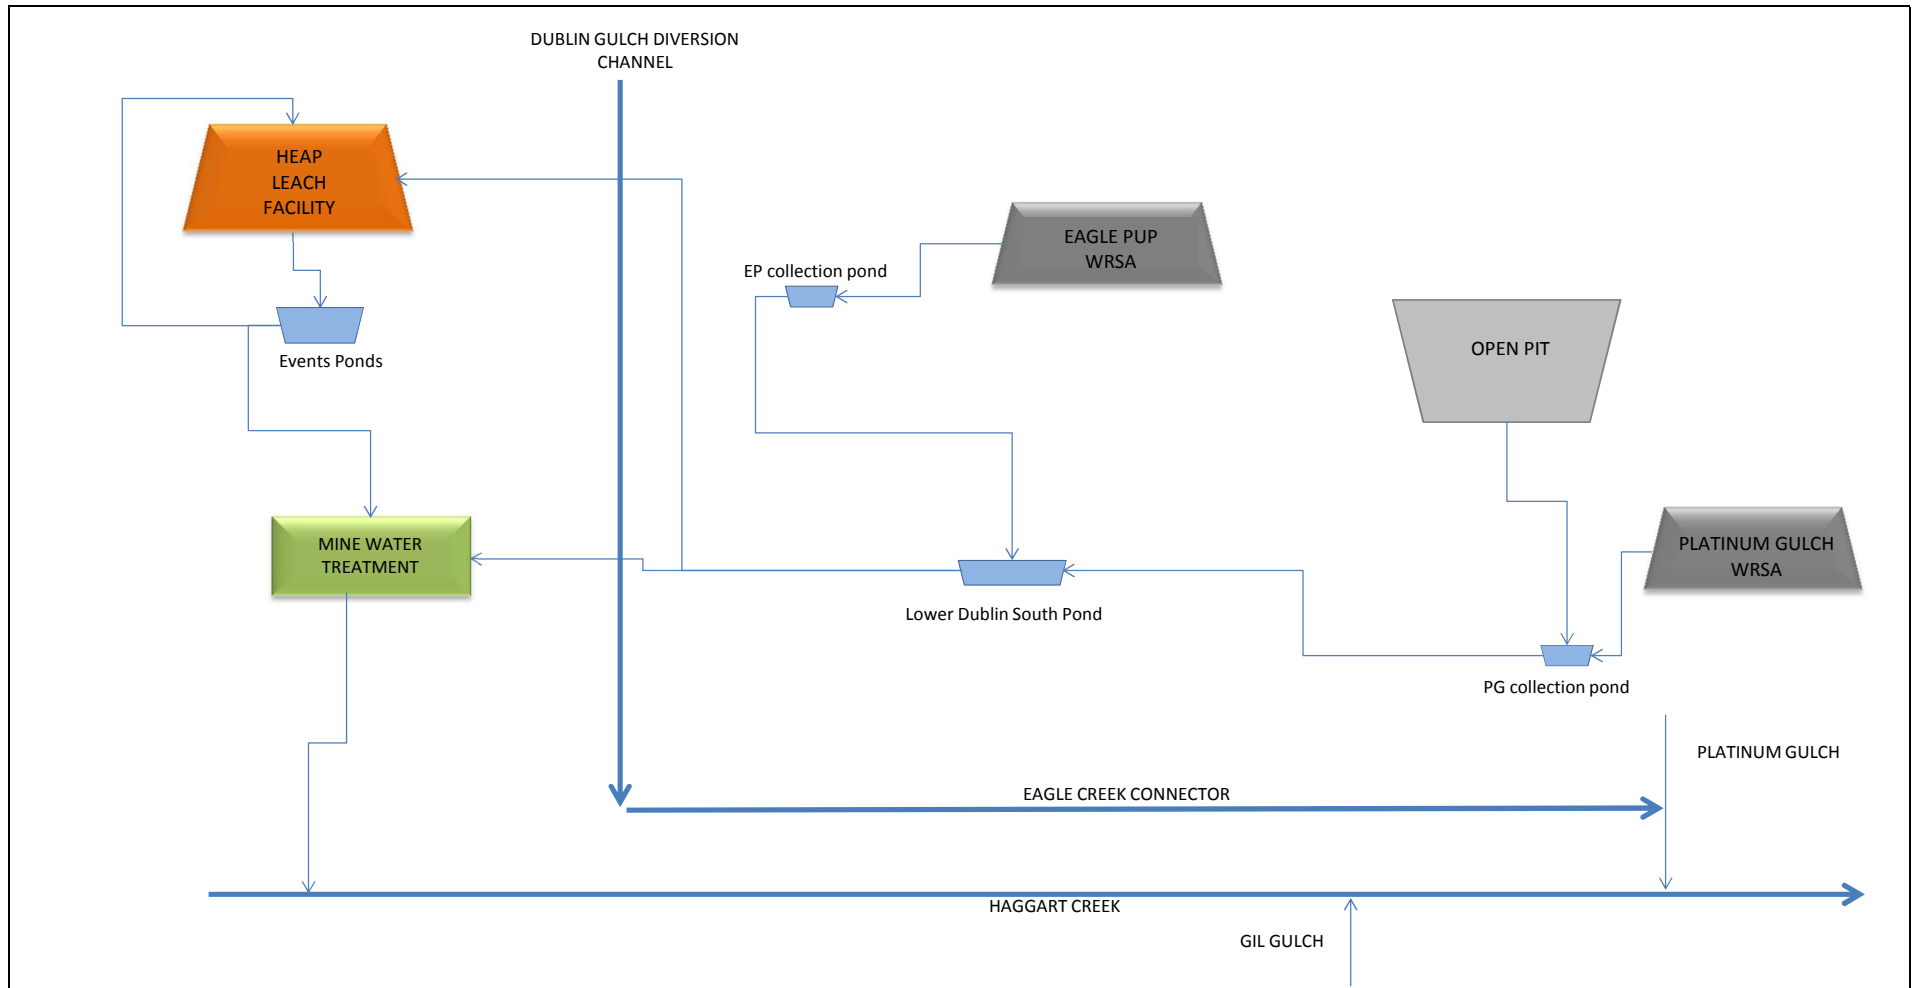 DUBLIN GULCH DIVERSION
CHANNEL
HEAP
LEACH
FACILITY
EAGLE PUP
WRSA
EP collection pond
OPEN PIT
Events Ponds
MINE WATER
TREATMENT
PLATINUM GULCH
WRSA
Lower Dublin South Pond
PG collection pond
PLATINUM GULCH
EAGLE CREEK CONNECTOR
HAGGART CREEK
GIL GULCH